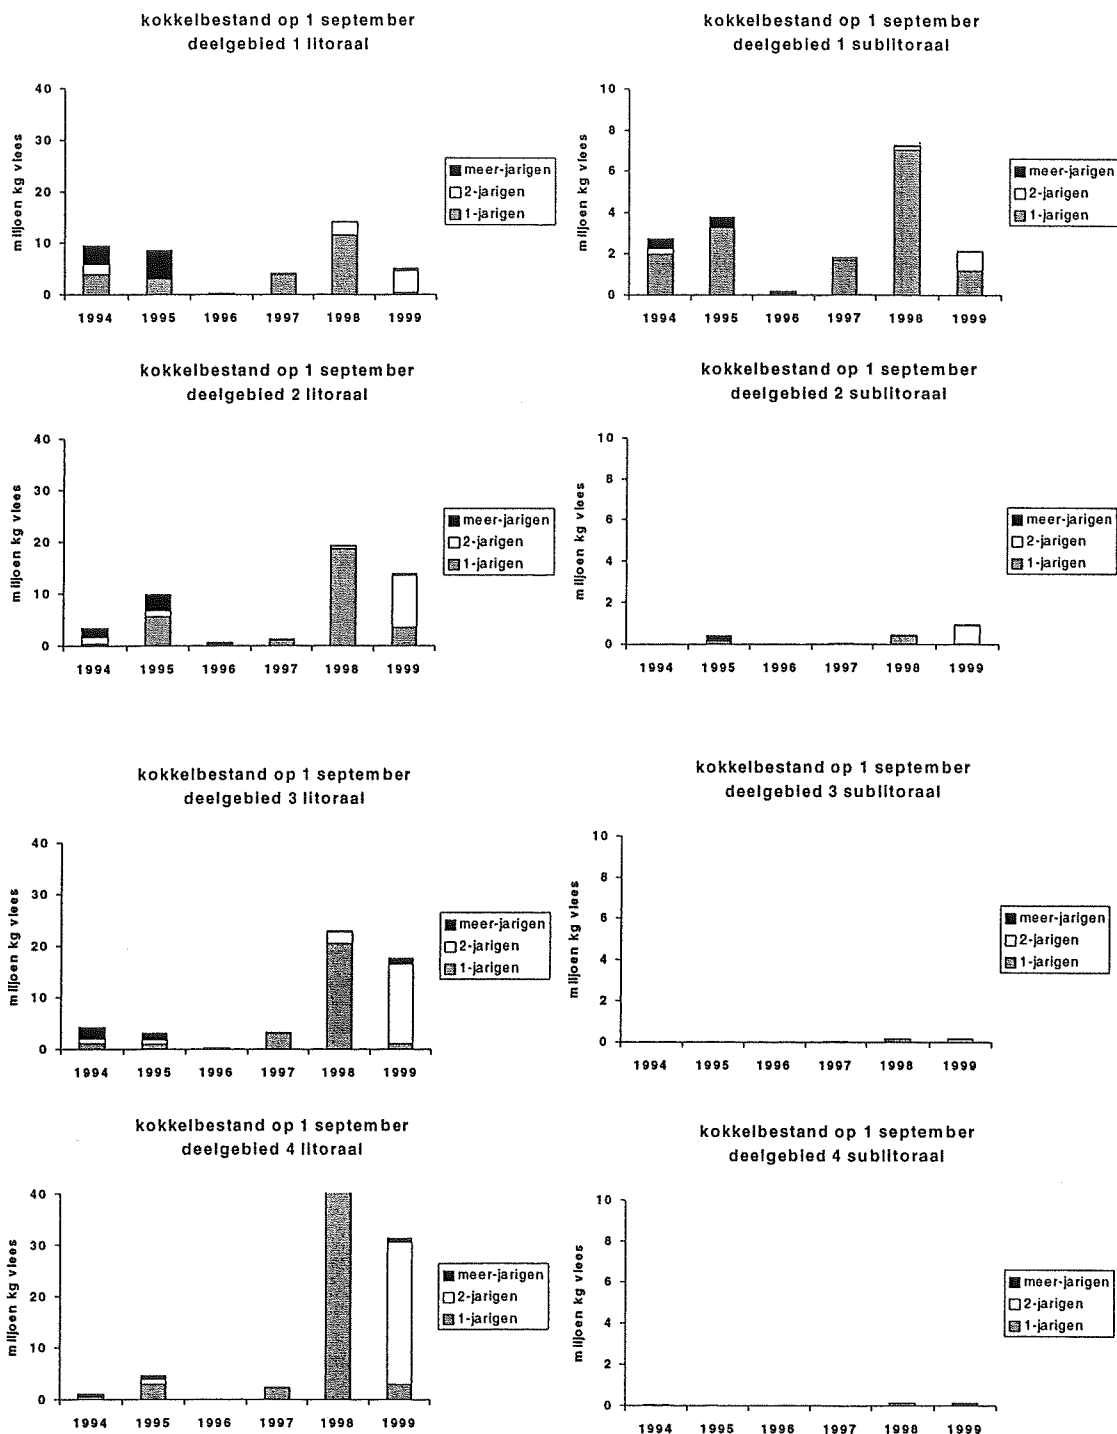 kokkelbestand op 1 september
deelgebied 1 litoraal
miljoen kg vlees
40
30
20
10
0
1994 1995 1996 1997 1998 1999
meer-jarigen
2-jarigen
1-jarigen
kokkelbestand op 1 september
deelgebied 1 sublitoraal
miljoen kg vlees
10
8
6
4
2
0
1994 1995 1996 1997 1998 1999
meer-jarigen
2-jarigen
1-jarigen
kokkelbestand op 1 september
deelgebied 2 litoraal
miljoen kg vlees
40
30
20
10
0
1994 1995 1996 1997 1998 1999
meer-jarigen
2-jarigen
1-jarigen
kokkelbestand op 1 september
deelgebied 2 sublitoraal
miljoen kg vlees
10
8
6
4
2
0
1994 1995 1996 1997 1998 1999
meer-jarigen
2-jarigen
1-jarigen
kokkelbestand op 1 september
deelgebied 3 litoraal
miljoen kg vlees
40
30
20
10
0
1994 1995 1996 1997 1998 1999
meer-jarigen
2-jarigen
1-jarigen
kokkelbestand op 1 september
deelgebied 3 sublitoraal
miljoen kg vlees
10
8
6
4
2
0
1994 1995 1996 1997 1998 1999
meer-jarigen
2-jarigen
1-jarigen
kokkelbestand op 1 september
deelgebied 4 litoraal
miljoen kg vlees
40
30
20
10
0
1994 1995 1996 1997 1998 1999
meer-jarigen
2-jarigen
1-jarigen
kokkelbestand op 1 september
deelgebied 4 sublitoraal
miljoen kg vlees
10
8
6
4
2
0
1994 1995 1996 1997 1998 1999
meer-jarigen
2-jarigen
1-jarigen